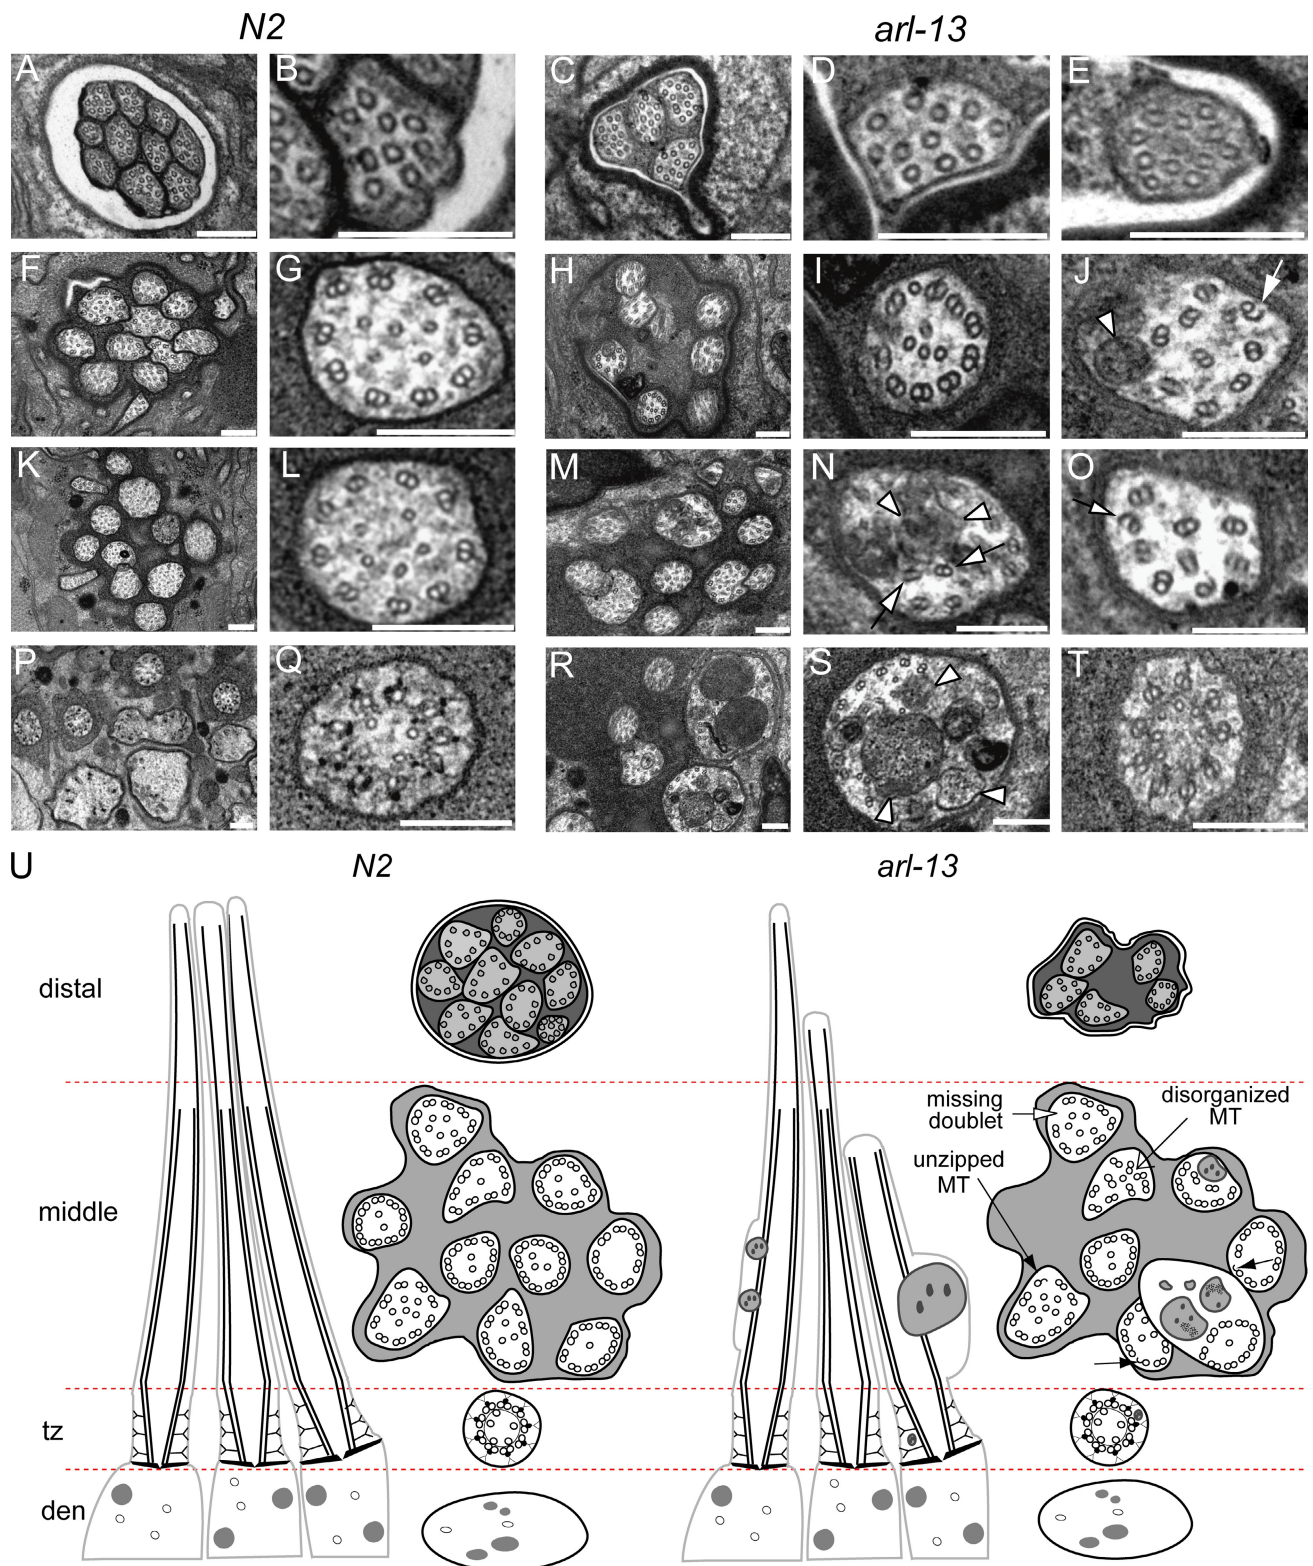 N2 arl-13
A B C D E
F G H I J
K L M N O
P Q R S T
U N2 arl-13
distal
missing doublet
disorganized MT
unzipped MT
middle
tz
den